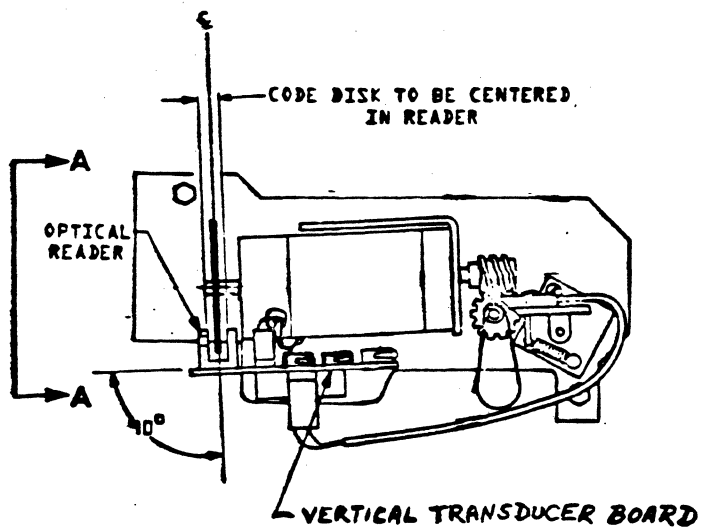 ℄
CODE DISK TO BE CENTERED
IN READER
A
OPTICAL
READER
A
90°
VERTICAL TRANSDUCER BOARD